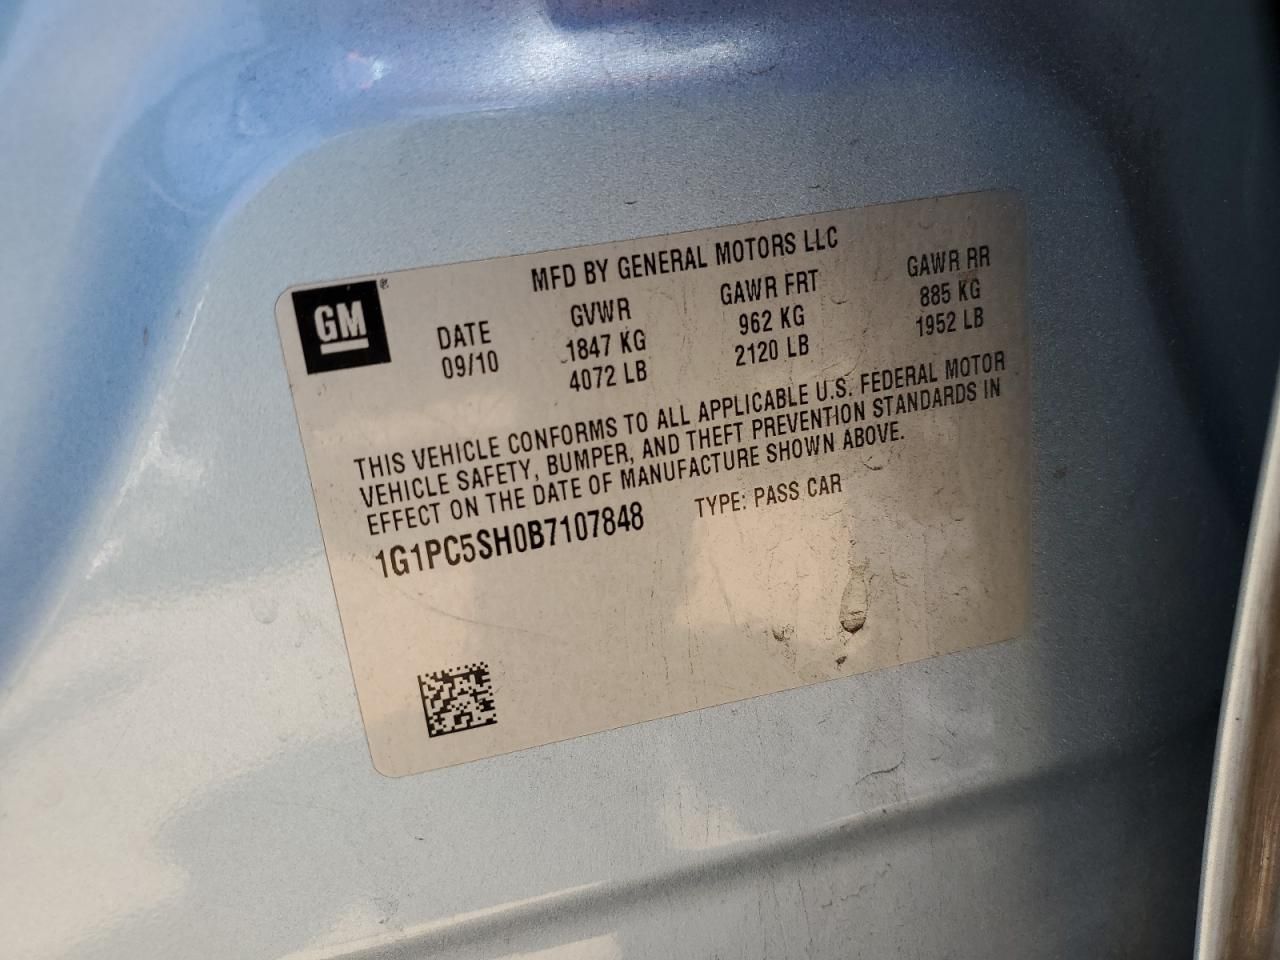 GM®
MFD BY GENERAL MOTORS LLC
DATE GVWR GAWR FRT GAWR RR
09/10 1847 KG 962 KG 885 KG
4072 LB 2120 LB 1952 LB
THIS VEHICLE CONFORMS TO ALL APPLICABLE U.S. FEDERAL MOTOR
VEHICLE SAFETY, BUMPER, AND THEFT PREVENTION STANDARDS IN
EFFECT ON THE DATE OF MANUFACTURE SHOWN ABOVE.
1G1PC5SH0B7107848 TYPE: PASS CAR